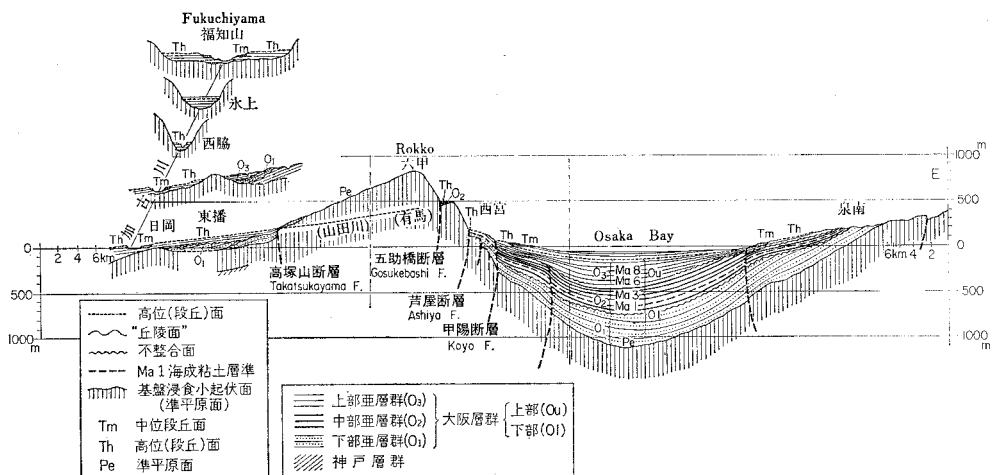 Fukuchiyama
福知山
Th
Tm
Th
氷上
Th
西脇
O₃
O₁
Th
Tm
加古川
日岡
東播
Th
Tm
Th
O₁
Rokko
六甲
Pe
Th
O₂
(山田川)
(有馬)
Th
西宮
Th
Tm
高塚山断層
Takatsukayama F.
五助橋断層
Gosukebashi F.
芦屋断層
Ashiya F.
甲陽断層
Koyo F.
Osaka Bay
O₃
Ma 8
Ma 6
Ou
O₂
Ma 3
Ma 1
Ol
O₁
Pe
Tm
Th
泉南
E
m
1000
500
0
500
1000
m
6km
4
2
0
500
1000
m
2
4
6km
高位(段丘)面
“丘陵面”
不整合面
Ma 1 海成粘土層準
基盤浸食小起伏面
(準平原面)
Tm 中位段丘面
Th 高位(段丘)面
Pe 準平原面
上部亜層群(O₃)
中部亜層群(O₂)
下部亜層群(O₁)
神戸層群
大阪層群
上部(Ou)
下部(Ol)